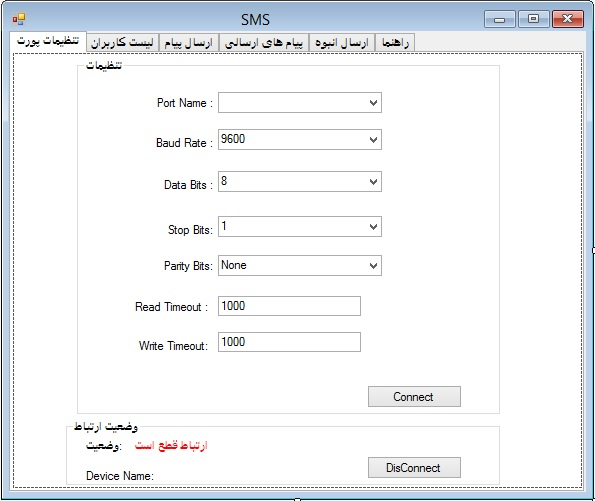 SMS
تنظیمات پورت لیست کاربران ارسال پیام پیام های ارسالی ارسال انبوه راهنما
تنظیمات
Port Name :
Baud Rate : 9600
Data Bits : 8
Stop Bits: 1
Parity Bits: None
Read Timeout : 1000
Write Timeout: 1000
Connect
وضعیت ارتباط
وضعیت: ارتباط قطع است
DisConnect
Device Name: